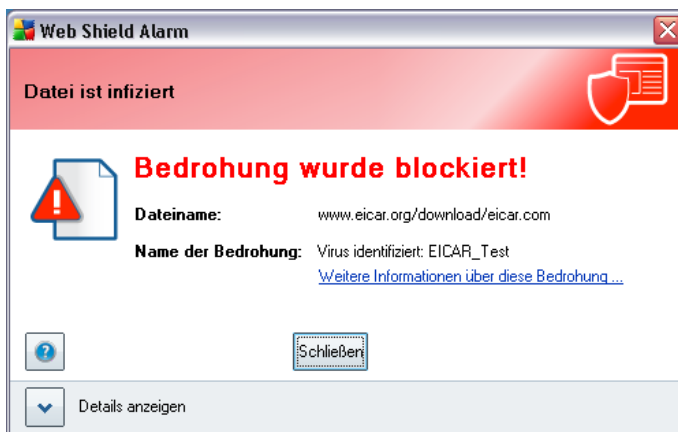 Web Shield Alarm
Datei ist infiziert
Bedrohung wurde blockiert!
Dateiname: www.eicar.org/download/eicar.com
Name der Bedrohung: Virus identifiziert: EICAR_Test
Weitere Informationen über diese Bedrohung ...
Schließen
Details anzeigen